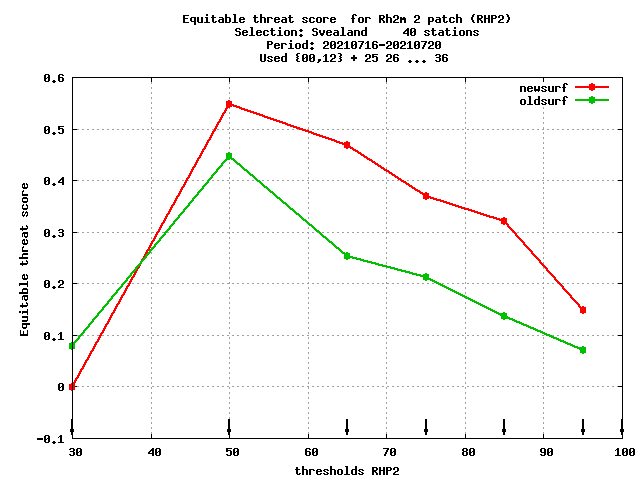 Equitable threat score  for Rh2m 2 patch (RHP2)
Selection: Svealand     40 stations
Period: 20210716-20210720
Used {00,12} + 25 26 ... 36
newsurf
oldsurf
Equitable threat score
0.6
0.5
0.4
0.3
0.2
0.1
0
-0.1
30 40 50 60 70 80 90 100
thresholds RHP2